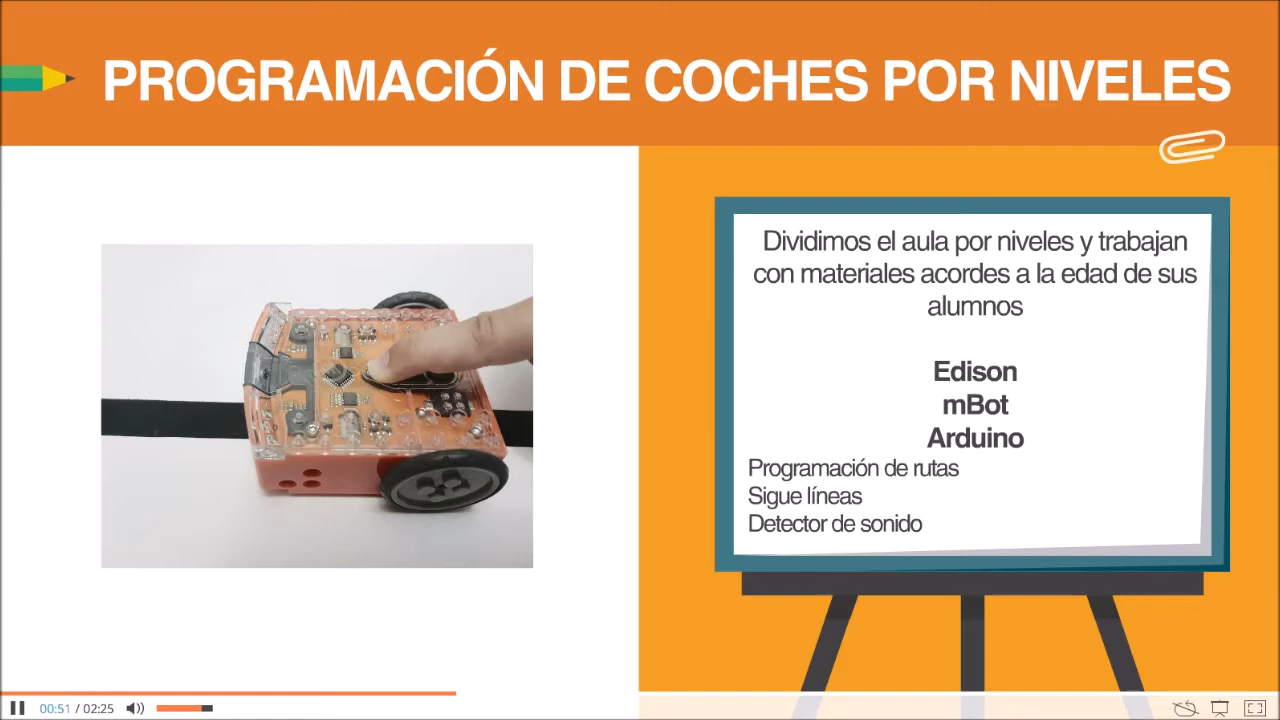 PROGRAMACIÓN DE COCHES POR NIVELES
Dividimos el aula por niveles y trabajan
con materiales acordes a la edad de sus
alumnos
Edison
mBot
Arduino
Programación de rutas
Sigue líneas
Detector de sonido
00:51 / 02:25